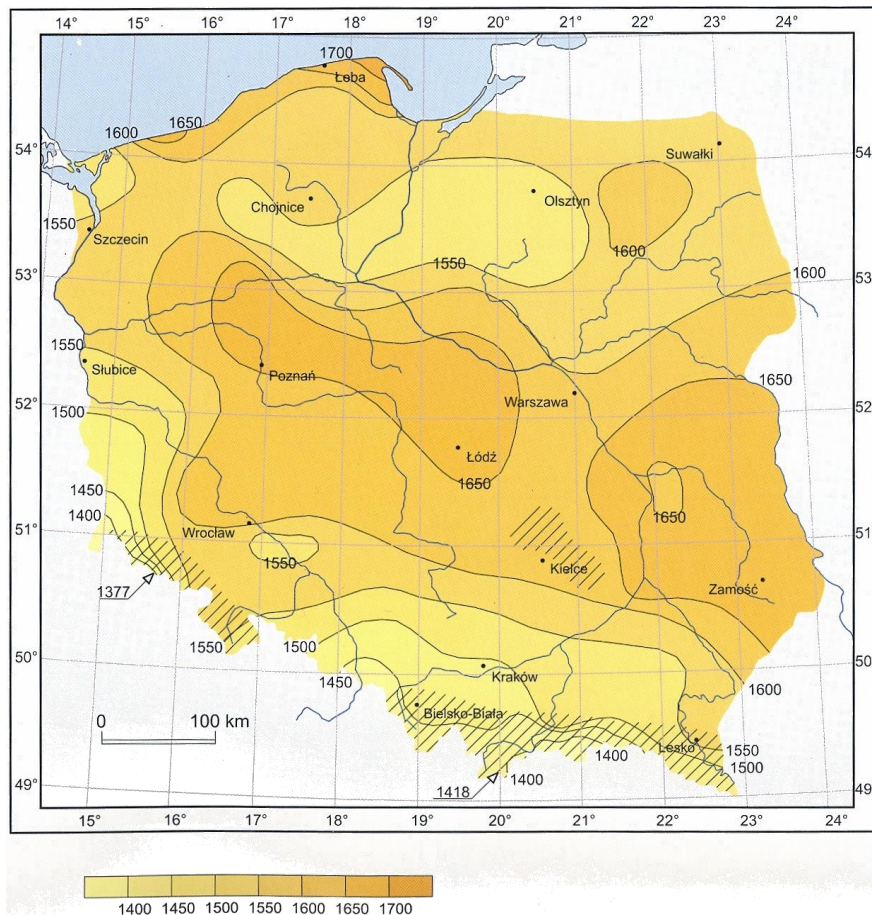 14° 15° 16° 17° 18° 19° 20° 21° 22° 23° 24°
1700
Łeba
1650
1600
54° 54
Suwałki
Chojnice
Olsztyn
1550
Szczecin
1550
1600
53° 1600 53
1550
Słubice
Poznań
1650
1500
52° Warszawa 52
Łódź
1650
1450
1400
1650
51° Wrocław 51
1550
Kielce
1377
Zamość
1550
1500
50° 50
1450
Kraków
1600
0 100 km
Bielsko-Biała
Lesko
1550
1400
1500
1400
49° 49
1418
15° 16° 17° 18° 19° 20° 21° 22° 23° 24°
1400 1450 1500 1550 1600 1650 1700